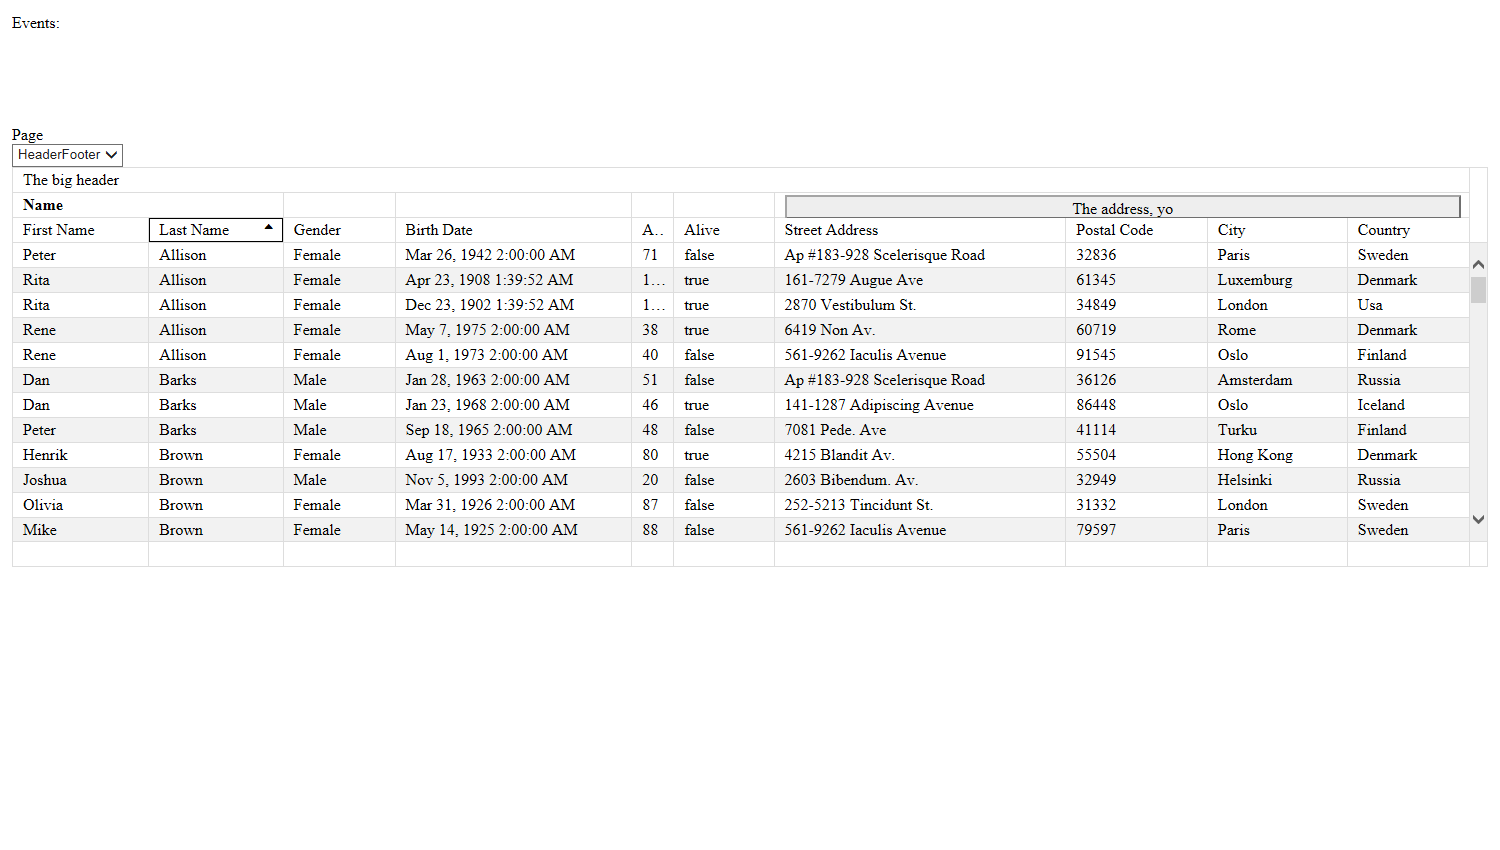 Events:
Page
HeaderFooter
The big header
Name The address, yo
First Name Last Name Gender Birth Date A… Alive Street Address Postal Code City Country
Peter Allison Female Mar 26, 1942 2:00:00 AM 71 false Ap #183-928 Scelerisque Road 32836 Paris Sweden
Rita Allison Female Apr 23, 1908 1:39:52 AM 1… true 161-7279 Augue Ave 61345 Luxemburg Denmark
Rita Allison Female Dec 23, 1902 1:39:52 AM 1… true 2870 Vestibulum St. 34849 London Usa
Rene Allison Female May 7, 1975 2:00:00 AM 38 true 6419 Non Av. 60719 Rome Denmark
Rene Allison Female Aug 1, 1973 2:00:00 AM 40 false 561-9262 Iaculis Avenue 91545 Oslo Finland
Dan Barks Male Jan 28, 1963 2:00:00 AM 51 false Ap #183-928 Scelerisque Road 36126 Amsterdam Russia
Dan Barks Male Jan 23, 1968 2:00:00 AM 46 true 141-1287 Adipiscing Avenue 86448 Oslo Iceland
Peter Barks Male Sep 18, 1965 2:00:00 AM 48 false 7081 Pede. Ave 41114 Turku Finland
Henrik Brown Female Aug 17, 1933 2:00:00 AM 80 true 4215 Blandit Av. 55504 Hong Kong Denmark
Joshua Brown Male Nov 5, 1993 2:00:00 AM 20 false 2603 Bibendum. Av. 32949 Helsinki Russia
Olivia Brown Female Mar 31, 1926 2:00:00 AM 87 false 252-5213 Tincidunt St. 31332 London Sweden
Mike Brown Female May 14, 1925 2:00:00 AM 88 false 561-9262 Iaculis Avenue 79597 Paris Sweden